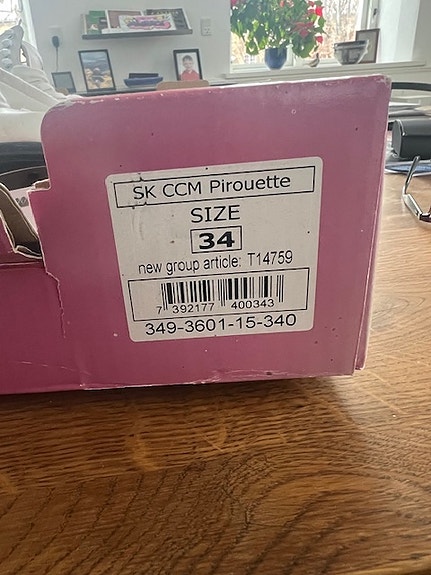 SK CCM Pirouette
SIZE
34
new group article: T14759
7 392177 400343
349-3601-15-340